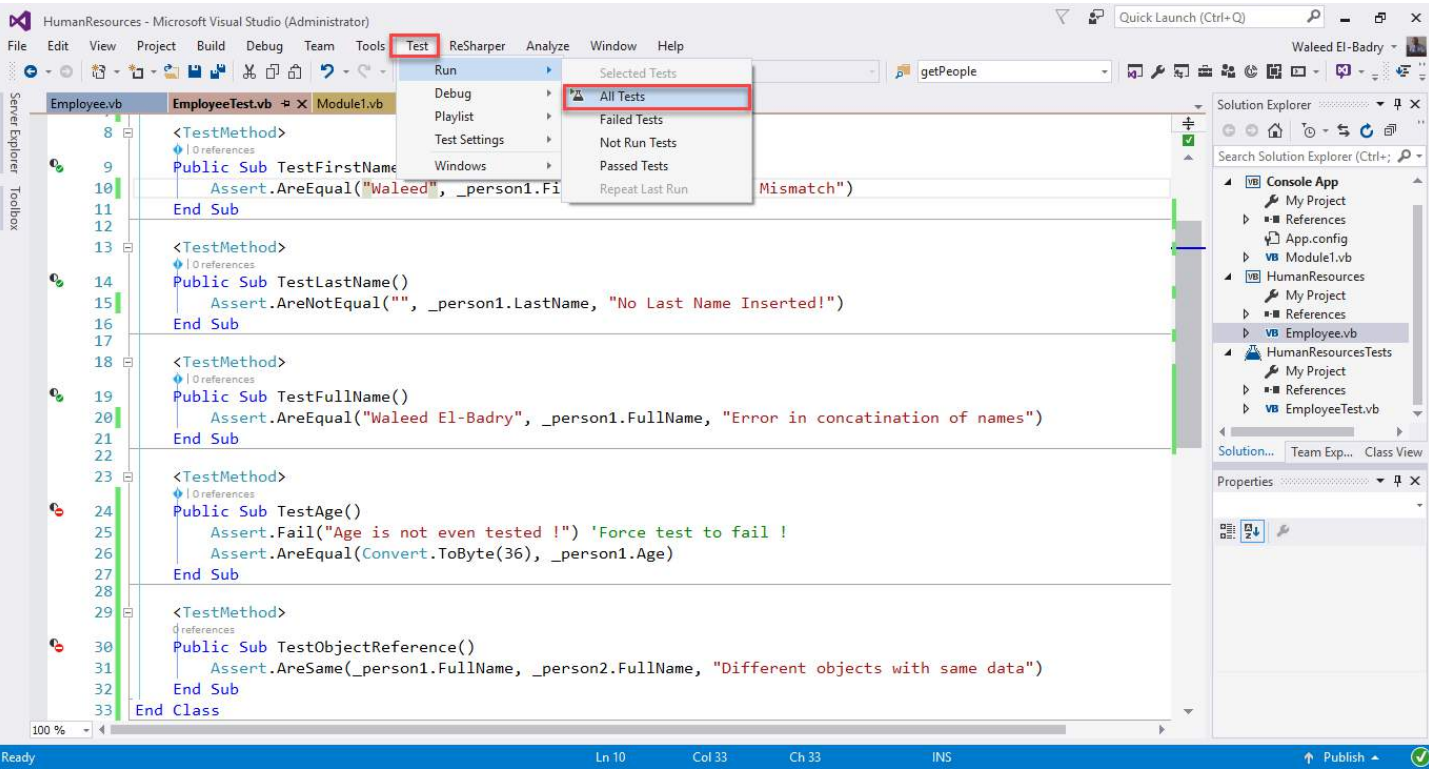 HumanResources - Microsoft Visual Studio (Administrator)
Quick Launch (Ctrl+Q)
File Edit View Project Build Debug Team Tools Test ReSharper Analyze Window Help
Waleed El-Badry
getPeople
Run
Debug
Playlist
Test Settings
Windows
Selected Tests
All Tests
Failed Tests
Not Run Tests
Passed Tests
Repeat Last Run
Server Explorer
Toolbox
Employee.vb EmployeeTest.vb Module1.vb
8 <TestMethod>
0 references
9 Public Sub TestFirstName
10 Assert.AreEqual("Waleed", _person1.Fi Mismatch")
11 End Sub
12
13 <TestMethod>
0 references
14 Public Sub TestLastName()
15 Assert.AreNotEqual("", _person1.LastName, "No Last Name Inserted!")
16 End Sub
17
18 <TestMethod>
0 references
19 Public Sub TestFullName()
20 Assert.AreEqual("Waleed El-Badry", _person1.FullName, "Error in concatination of names")
21 End Sub
22
23 <TestMethod>
0 references
24 Public Sub TestAge()
25 Assert.Fail("Age is not even tested !") 'Force test to fail !
26 Assert.AreEqual(Convert.ToByte(36), _person1.Age)
27 End Sub
28
29 <TestMethod>
0 references
30 Public Sub TestObjectReference()
31 Assert.AreSame(_person1.FullName, _person2.FullName, "Different objects with same data")
32 End Sub
33 End Class
100 %
Solution Explorer
Search Solution Explorer (Ctrl+;
Console App
My Project
References
App.config
Module1.vb
HumanResources
My Project
References
Employee.vb
HumanResourcesTests
My Project
References
EmployeeTest.vb
Solution... Team Exp... Class View
Properties
Ready Ln 10 Col 33 Ch 33 INS Publish